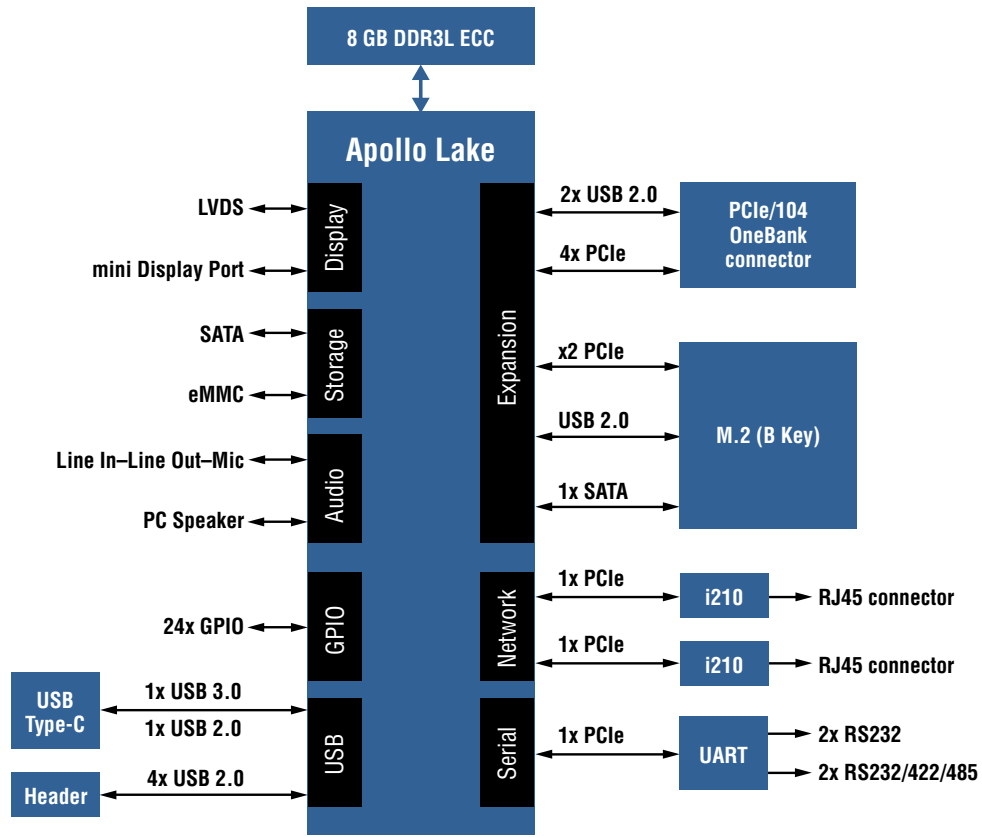 8 GB DDR3L ECC
Apollo Lake
LVDS
mini Display Port
Display
SATA
eMMC
Storage
Line In–Line Out–Mic
PC Speaker
Audio
24x GPIO
GPIO
USB
Type-C
1x USB 3.0
1x USB 2.0
Header
4x USB 2.0
USB
Expansion
2x USB 2.0
4x PCIe
PCIe/104
OneBank
connector
x2 PCIe
USB 2.0
1x SATA
M.2 (B Key)
Network
1x PCIe
i210
RJ45 connector
1x PCIe
i210
RJ45 connector
Serial
1x PCIe
UART
2x RS232
2x RS232/422/485